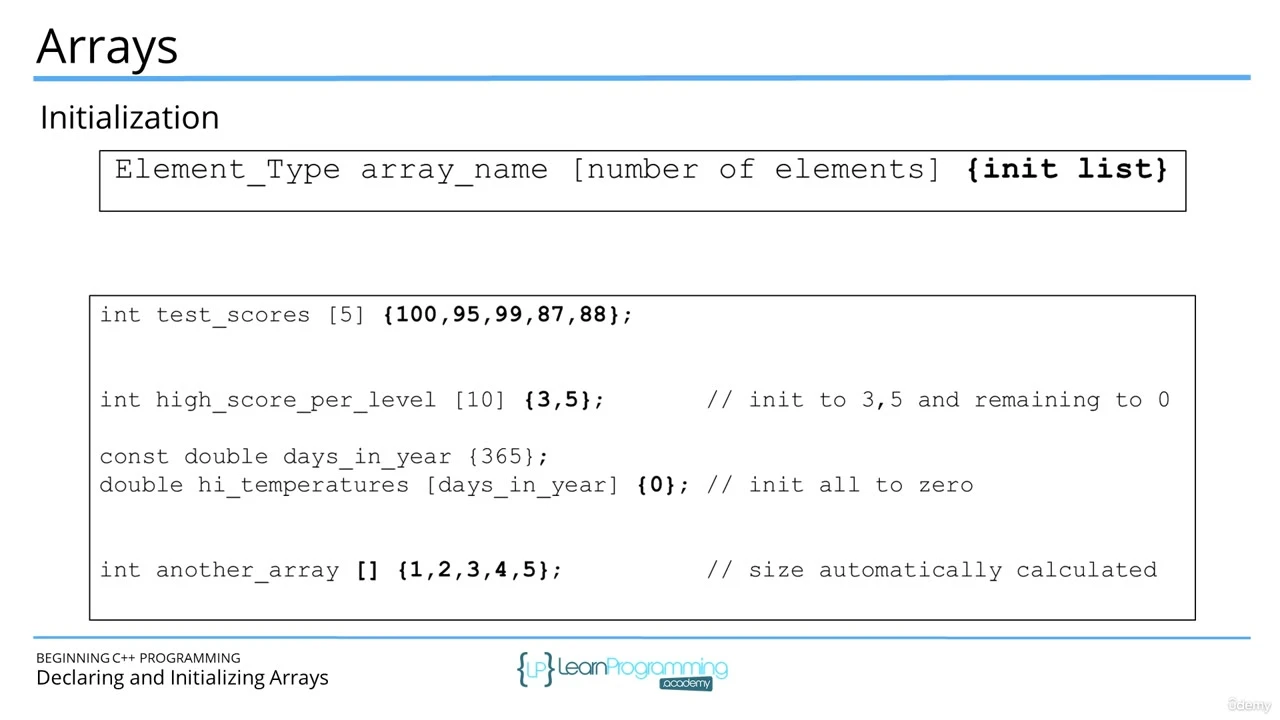 Arrays
Initialization
Element_Type array_name [number of elements] {init list}
int test_scores [5] {100,95,99,87,88};
int high_score_per_level [10] {3,5}; // init to 3,5 and remaining to 0
const double days_in_year {365};
double hi_temperatures [days_in_year] {0}; // init all to zero
int another_array [] {1,2,3,4,5}; // size automatically calculated
BEGINNING C++ PROGRAMMING
Declaring and Initializing Arrays
{LP} LearnProgramming
academy
ûdemy